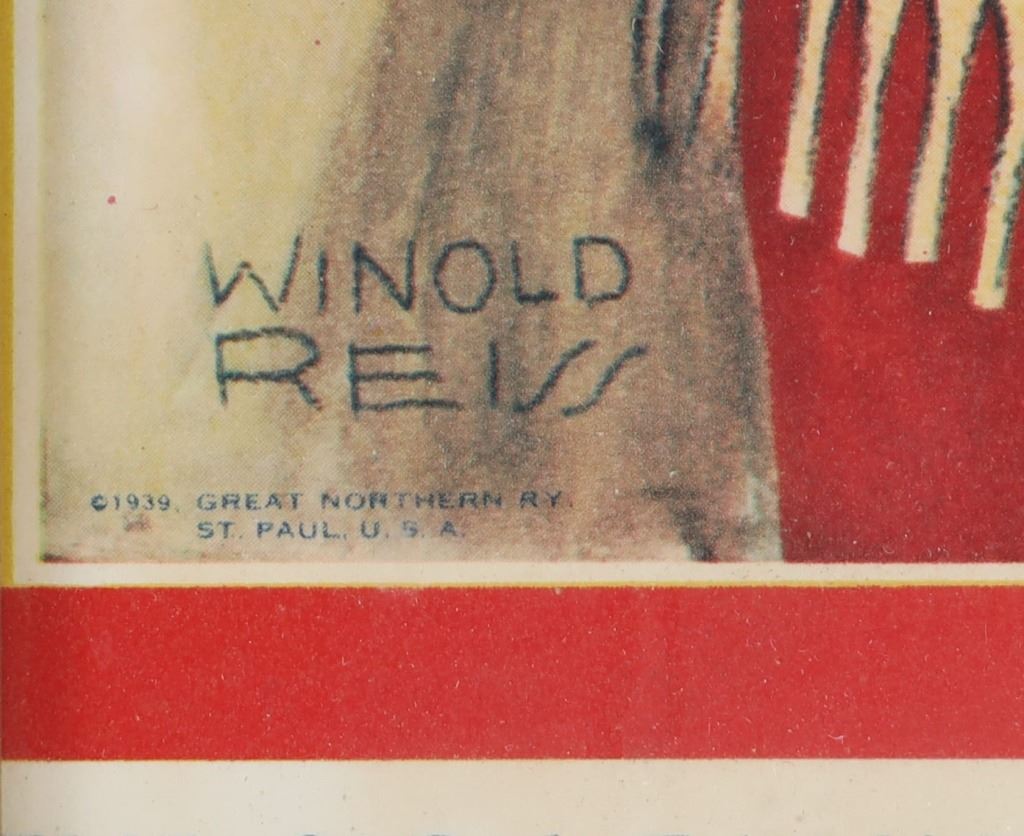 WINOLD
REISS
©1939, GREAT NORTHERN RY.
ST. PAUL, U. S. A.